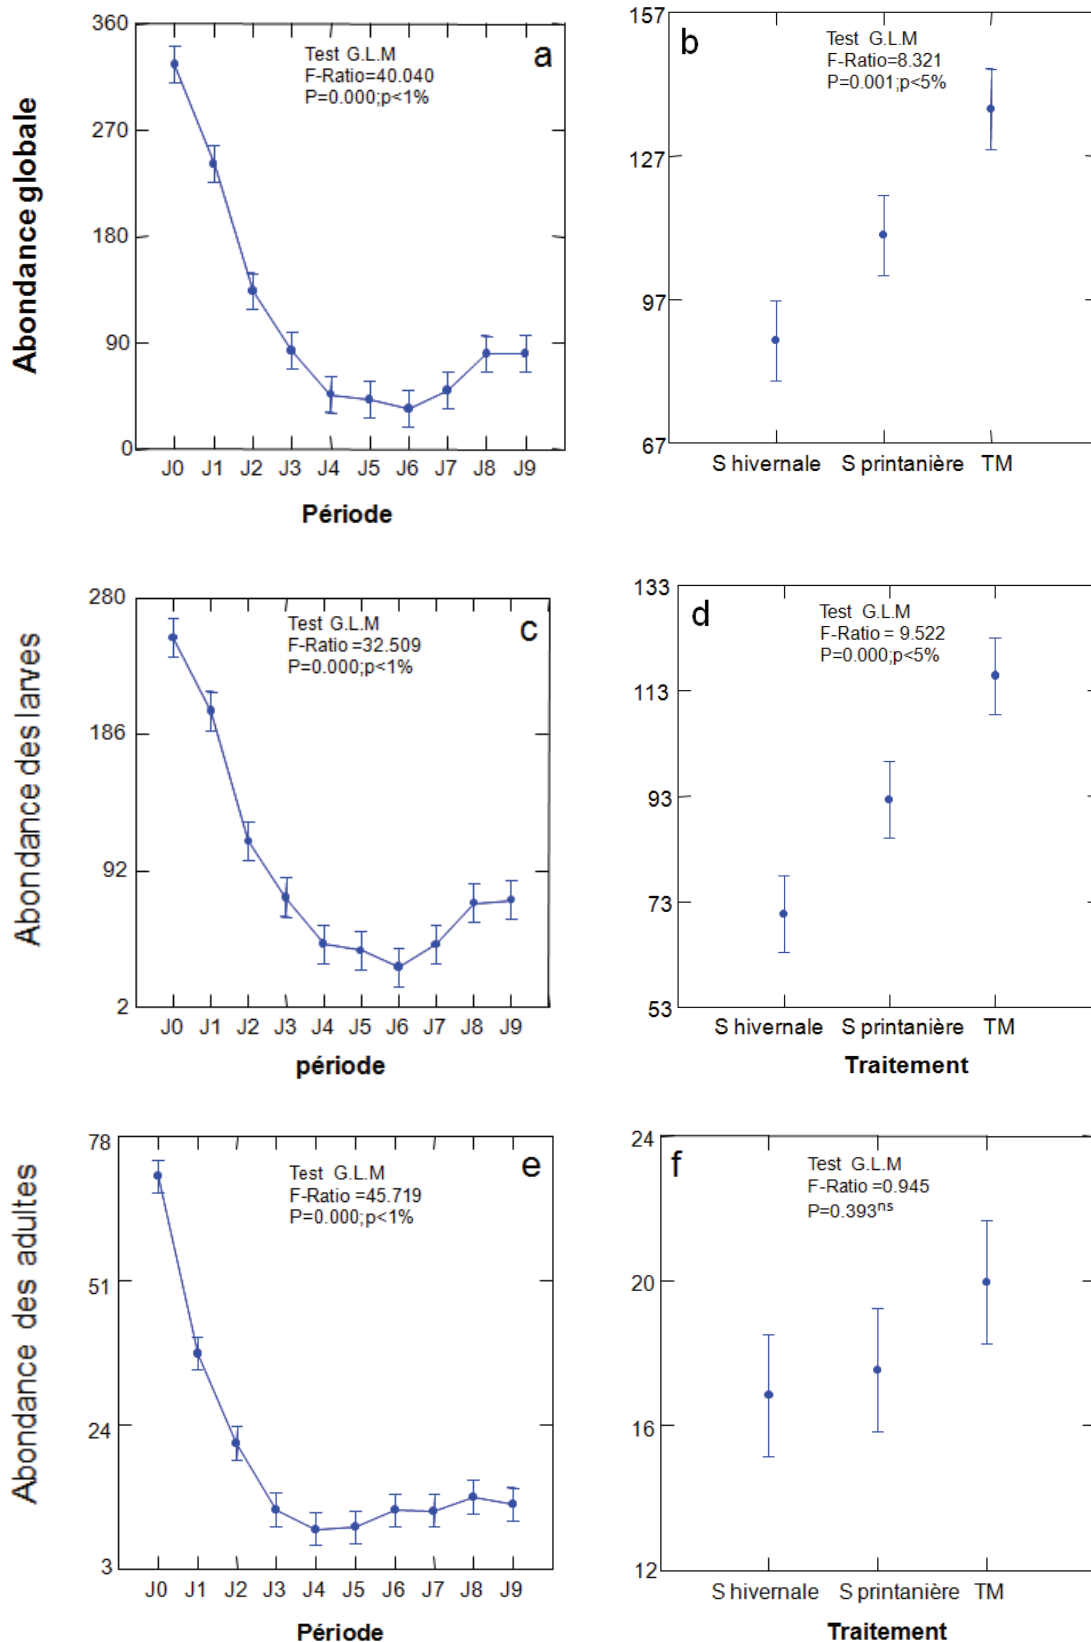 Abondance globale
360
270
180
90
0
a
Test G.L.M
F-Ratio=40.040
P=0.000;p<1%
J0 J1 J2 J3 J4 J5 J6 J7 J8 J9
Période
157
127
97
67
b
Test G.L.M
F-Ratio=8.321
P=0.001;p<5%
S hivernale S printanière TM
Abondance des larves
280
186
92
2
c
Test G.L.M
F-Ratio =32.509
P=0.000;p<1%
J0 J1 J2 J3 J4 J5 J6 J7 J8 J9
période
133
113
93
73
53
d
Test G.L.M
F-Ratio = 9.522
P=0.000;p<5%
S hivernale S printanière TM
Traitement
Abondance des adultes
78
51
24
3
e
Test G.L.M
F-Ratio =45.719
P=0.000;p<1%
J0 J1 J2 J3 J4 J5 J6 J7 J8 J9
Période
24
20
16
12
f
Test G.L.M
F-Ratio =0.945
P=0.393ns
S hivernale S printanière TM
Traitement